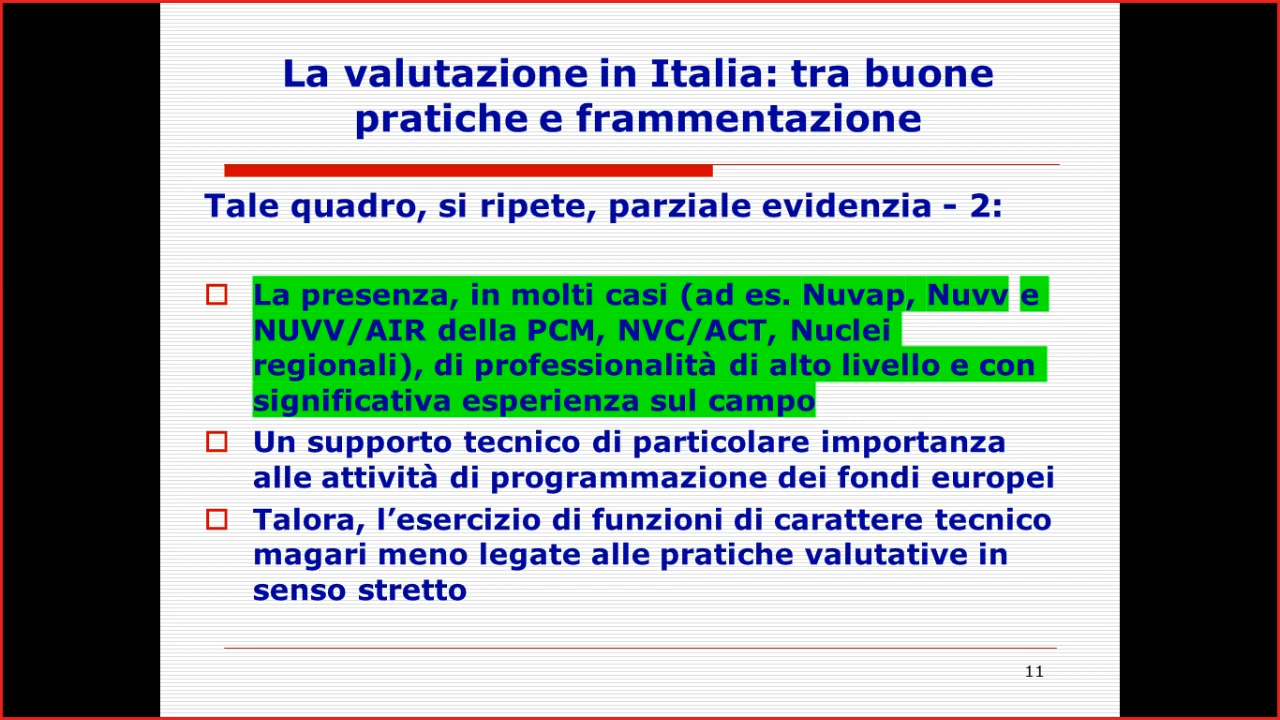 La valutazione in Italia: tra buone
pratiche e frammentazione
Tale quadro, si ripete, parziale evidenzia - 2:
La presenza, in molti casi (ad es. Nuvap, Nuvv e
NUVV/AIR della PCM, NVC/ACT, Nuclei
regionali), di professionalità di alto livello e con
significativa esperienza sul campo
Un supporto tecnico di particolare importanza
alle attività di programmazione dei fondi europei
Talora, l’esercizio di funzioni di carattere tecnico
magari meno legate alle pratiche valutative in
senso stretto
11